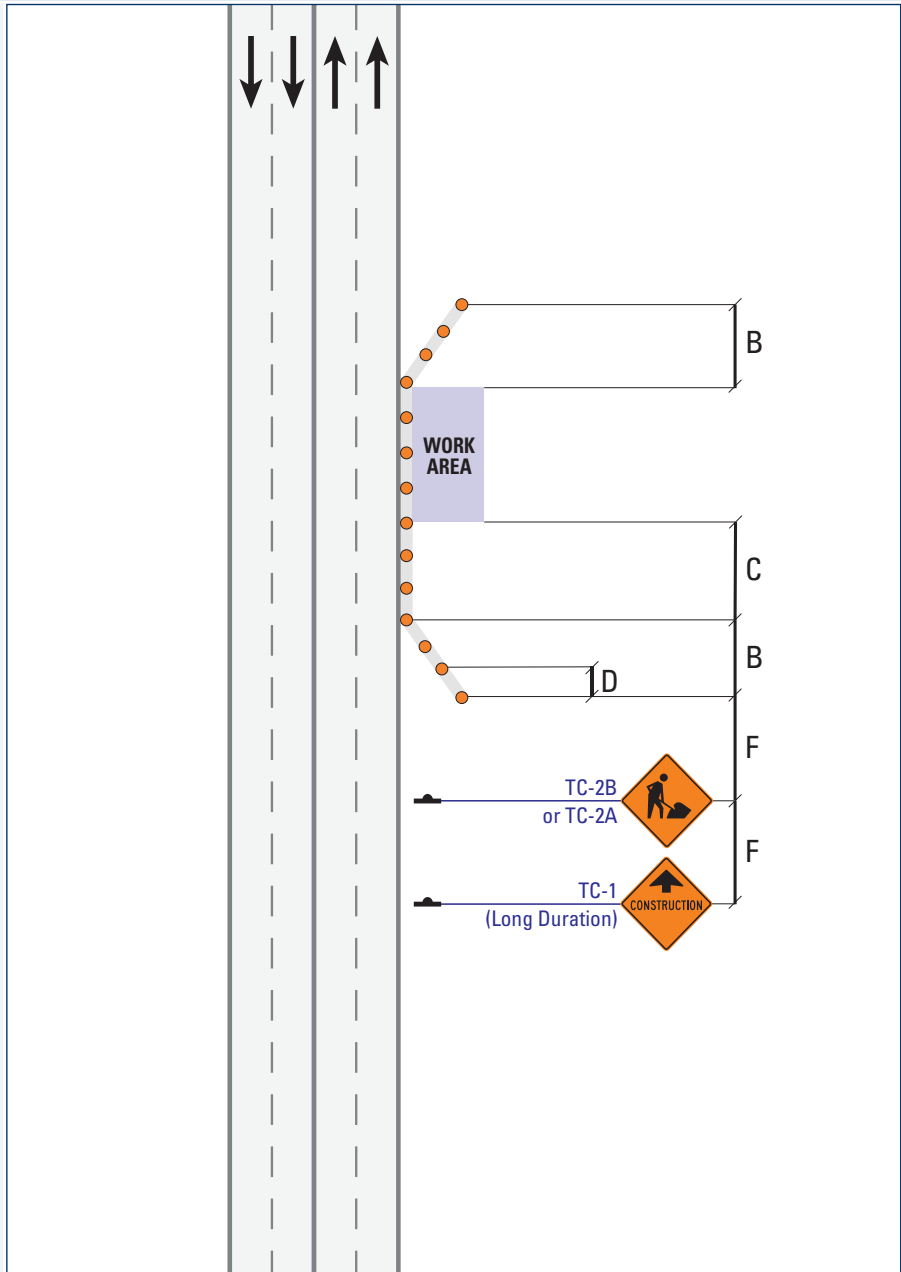 B
WORK
AREA
C
B
D
F
TC-2B
or TC-2A
F
TC-1
(Long Duration)
CONSTRUCTION